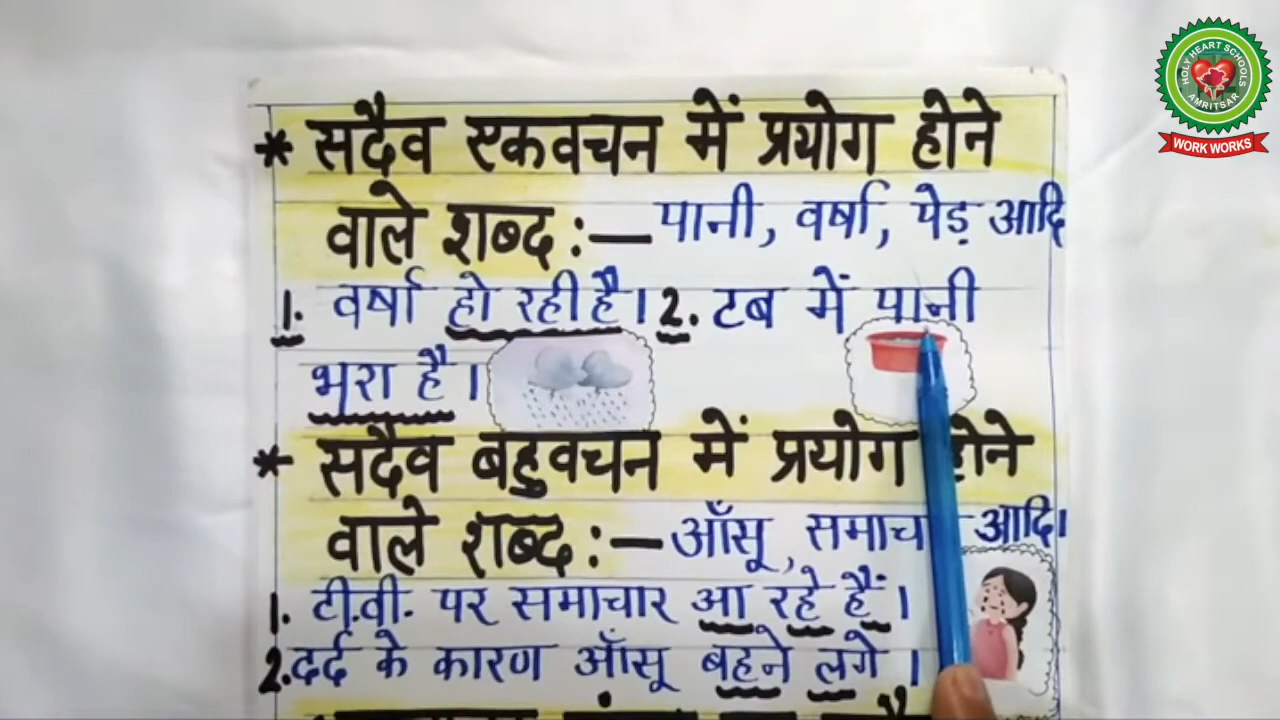 * सदैव एकवचन में प्रयोग होने
वाले शब्द :— पानी, वर्षा, पेड़ आदि
1. वर्षा हो रही है। 2. टब में पानी
भरा है ।
* सदैव बहुवचन में प्रयोग होने
वाले शब्द :— आँसू, समाचा आदि।
1. टी.वी. पर समाचार आ रहे हैं ।
2. दर्द के कारण आँसू बहने लगे ।
HOLY HEART SCHOOLS
AMRITSAR
WORK WORKS